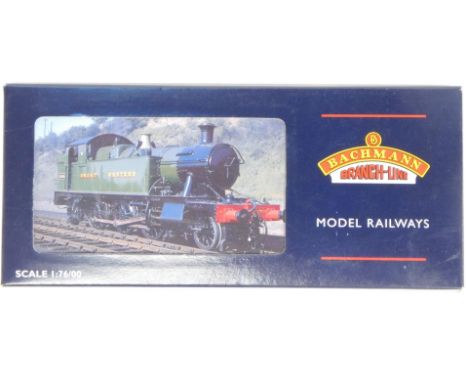 GREAT WESTERN
B
BACHMANN
BRANCH-LINE
MODEL RAILWAYS
SCALE 1:76/00